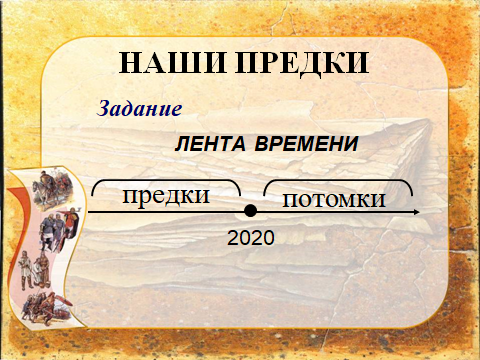 НАШИ ПРЕДКИ
Задание
ЛЕНТА ВРЕМЕНИ
предки потомки
2020